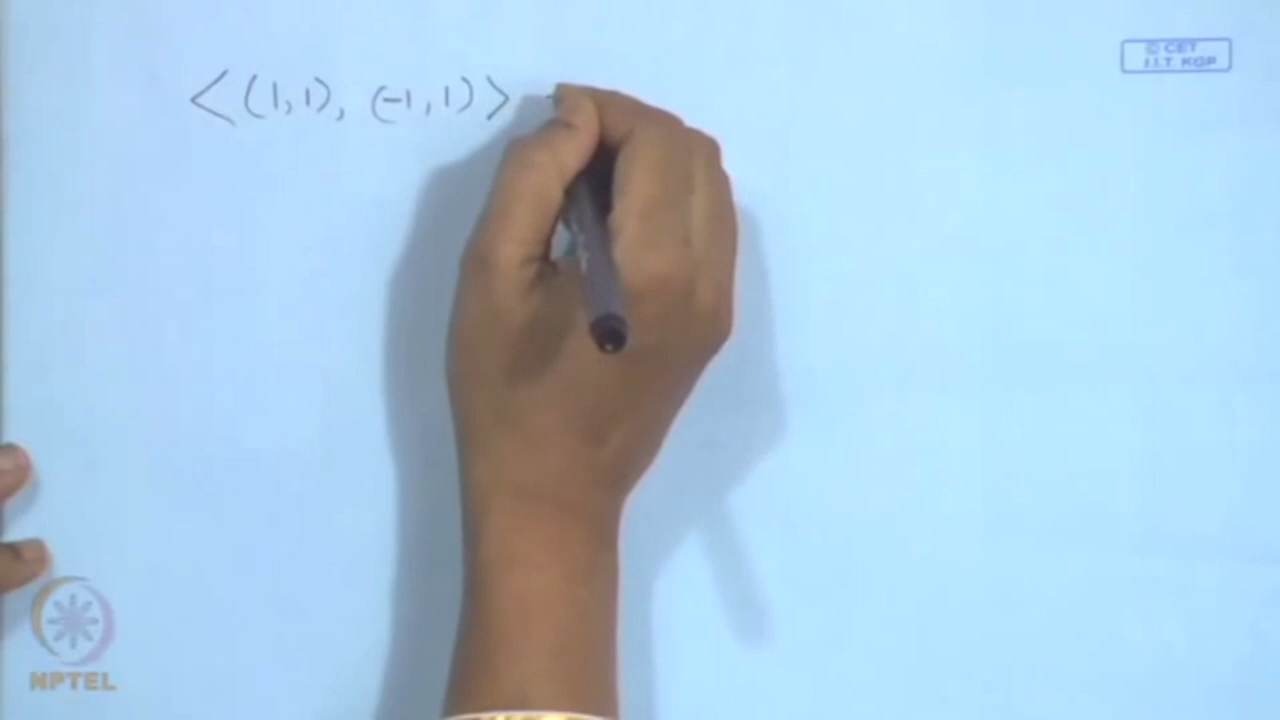 © CET
I.I.T. KGP
<(1,1), (-1,1)>
NPTEL